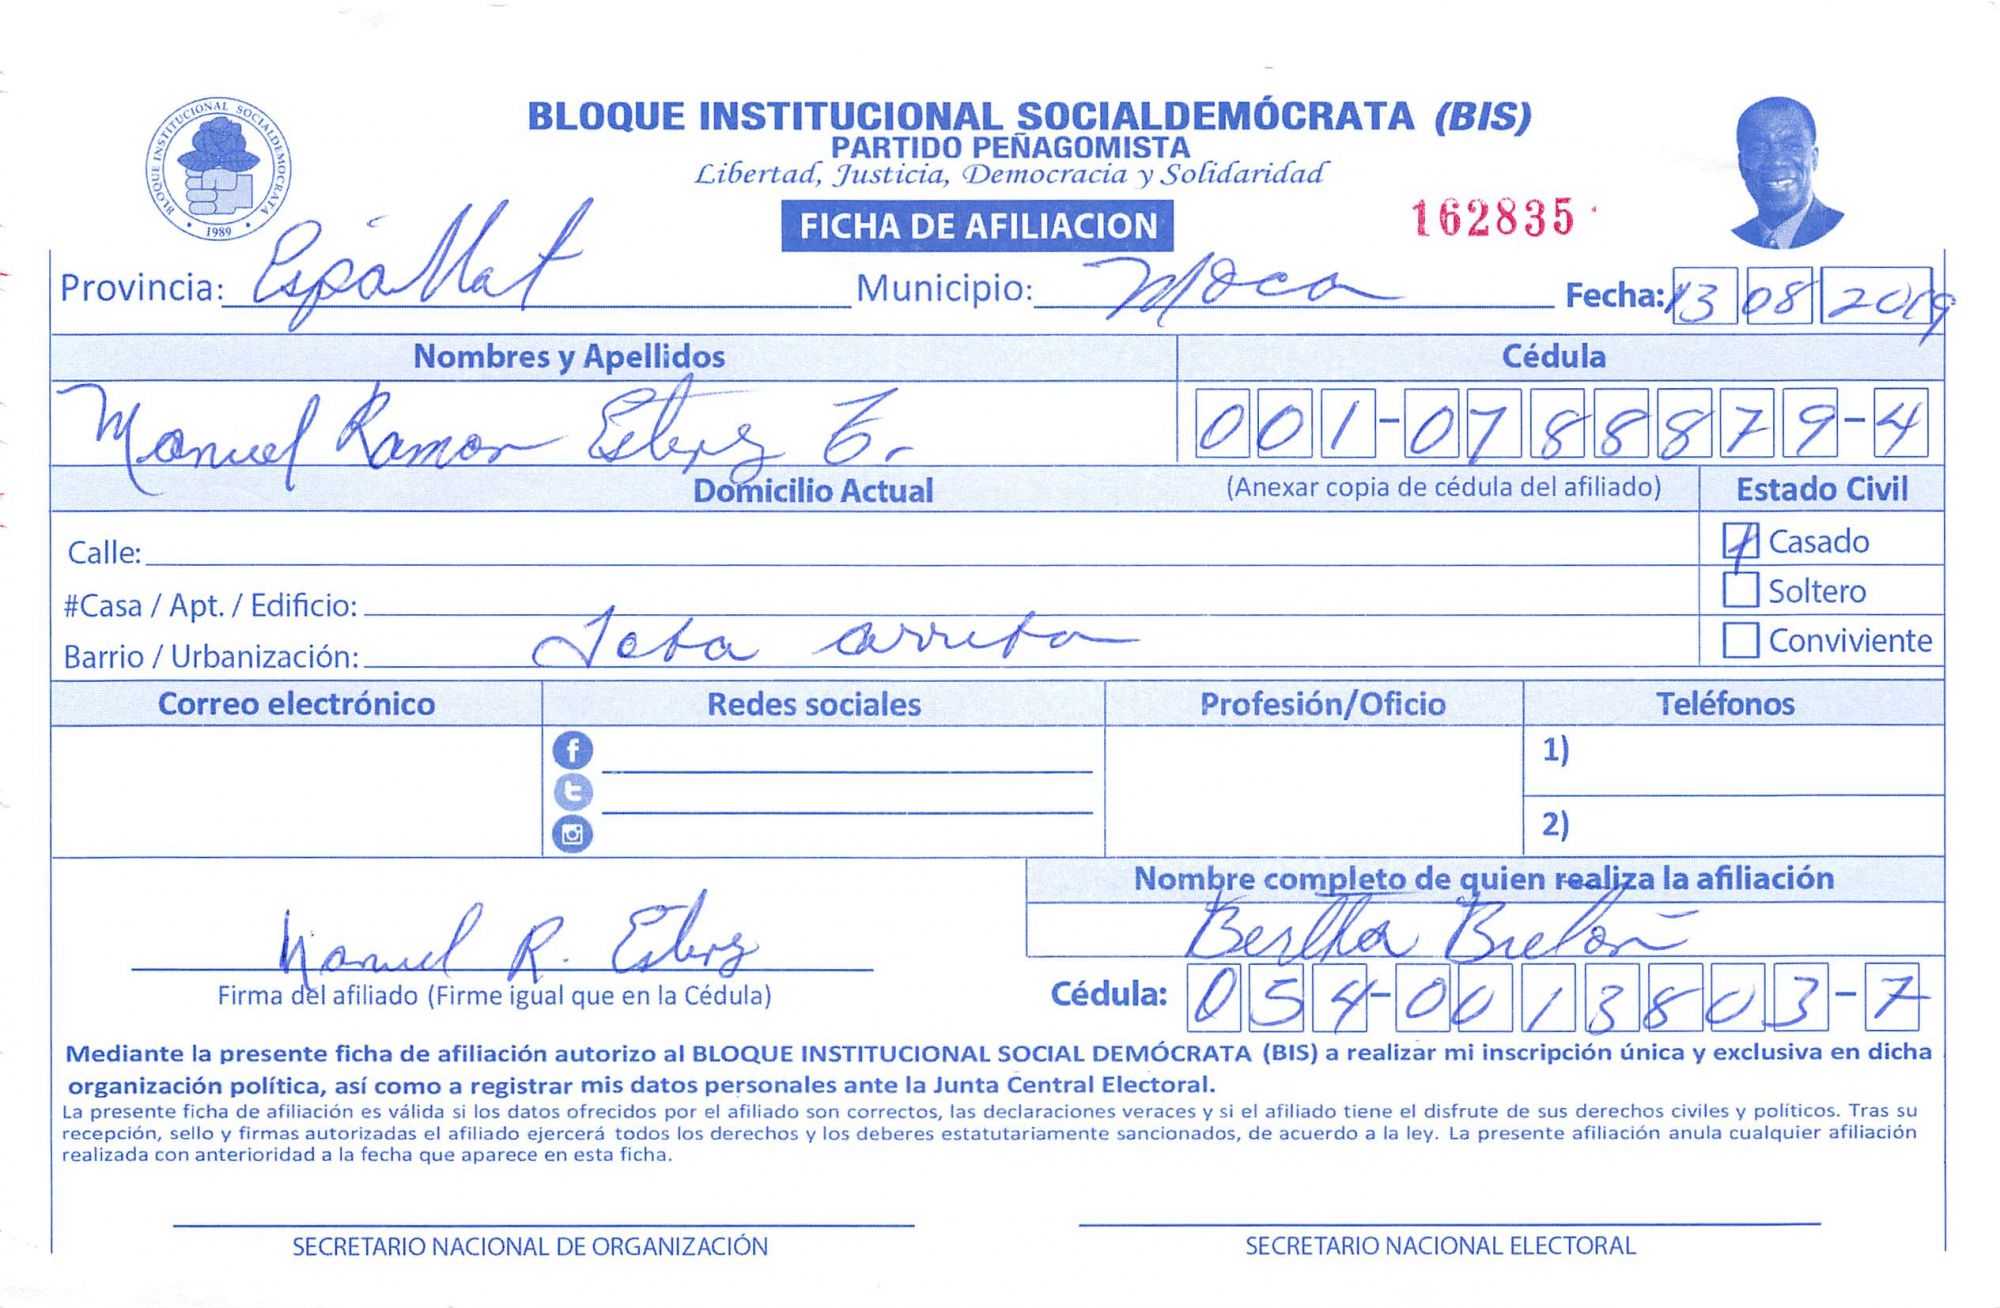 BLOQUE INSTITUCIONAL SOCIALDEMOCRATA
1989
BLOQUE INSTITUCIONAL SOCIALDEMÓCRATA (BIS)
PARTIDO PEÑAGOMISTA
Libertad, Justicia, Democracia y Solidaridad
FICHA DE AFILIACION
162835
Provincia: Espaillat Municipio: Moca Fecha: 13 08 2019
Nombres y Apellidos Cédula
Manuel Ramon 001-0788879-4
Domicilio Actual (Anexar copia de cédula del afiliado) Estado Civil
Calle: Casado
#Casa / Apt. / Edificio: Soltero
Barrio / Urbanización: arriba Conviviente
Correo electrónico Redes sociales Profesión/Oficio Teléfonos
1)
2)
Nombre completo de quien realiza la afiliación
Manuel R.
Firma del afiliado (Firme igual que en la Cédula) Cédula: 054-0013803-7
Mediante la presente ficha de afiliación autorizo al BLOQUE INSTITUCIONAL SOCIAL DEMÓCRATA (BIS) a realizar mi inscripción única y exclusiva en dicha
organización política, así como a registrar mis datos personales ante la Junta Central Electoral.
La presente ficha de afiliación es válida si los datos ofrecidos por el afiliado son correctos, las declaraciones veraces y si el afiliado tiene el disfrute de sus derechos civiles y políticos. Tras su
recepción, sello y firmas autorizadas el afiliado ejercerá todos los derechos y los deberes estatutariamente sancionados, de acuerdo a la ley. La presente afiliación anula cualquier afiliación
realizada con anterioridad a la fecha que aparece en esta ficha.
SECRETARIO NACIONAL DE ORGANIZACIÓN SECRETARIO NACIONAL ELECTORAL